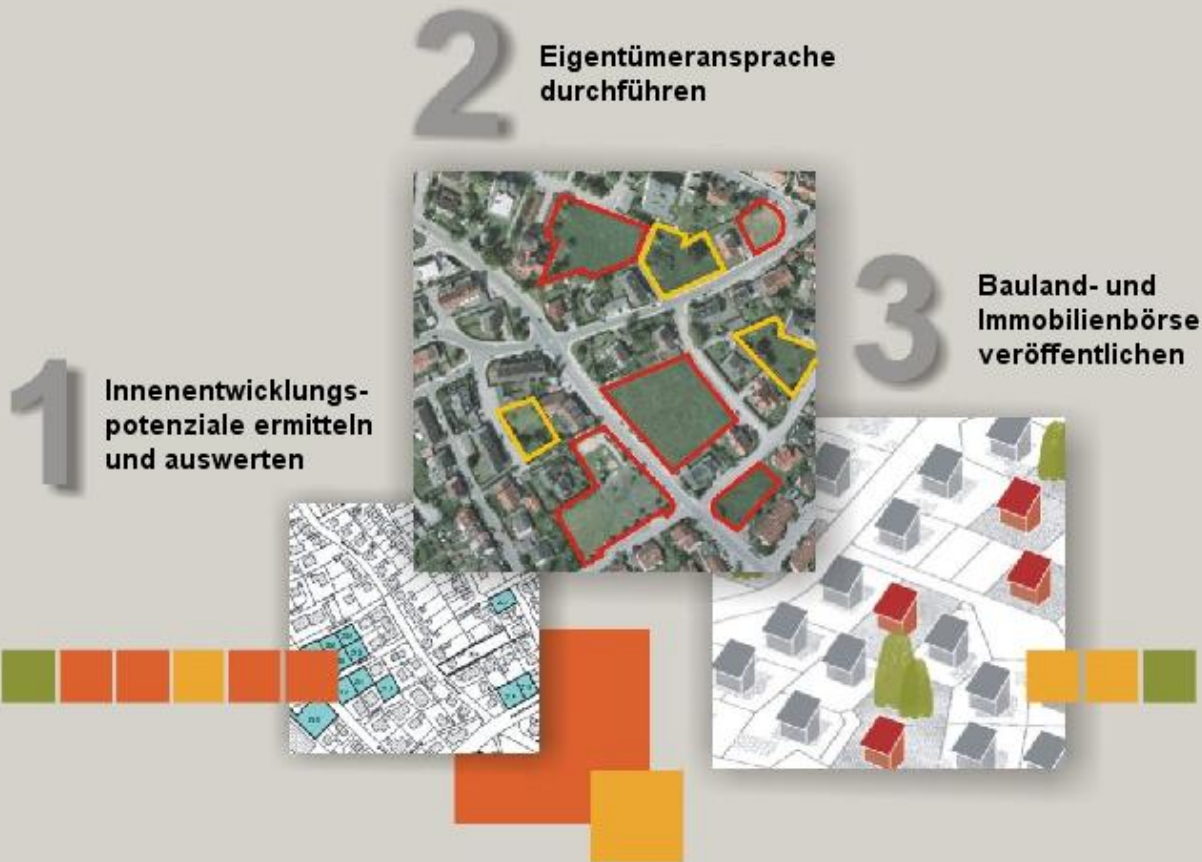 1
Innenentwicklungs-
potenziale ermitteln
und auswerten
2
Eigentümeransprache
durchführen
3
Bauland- und
Immobilienbörse
veröffentlichen